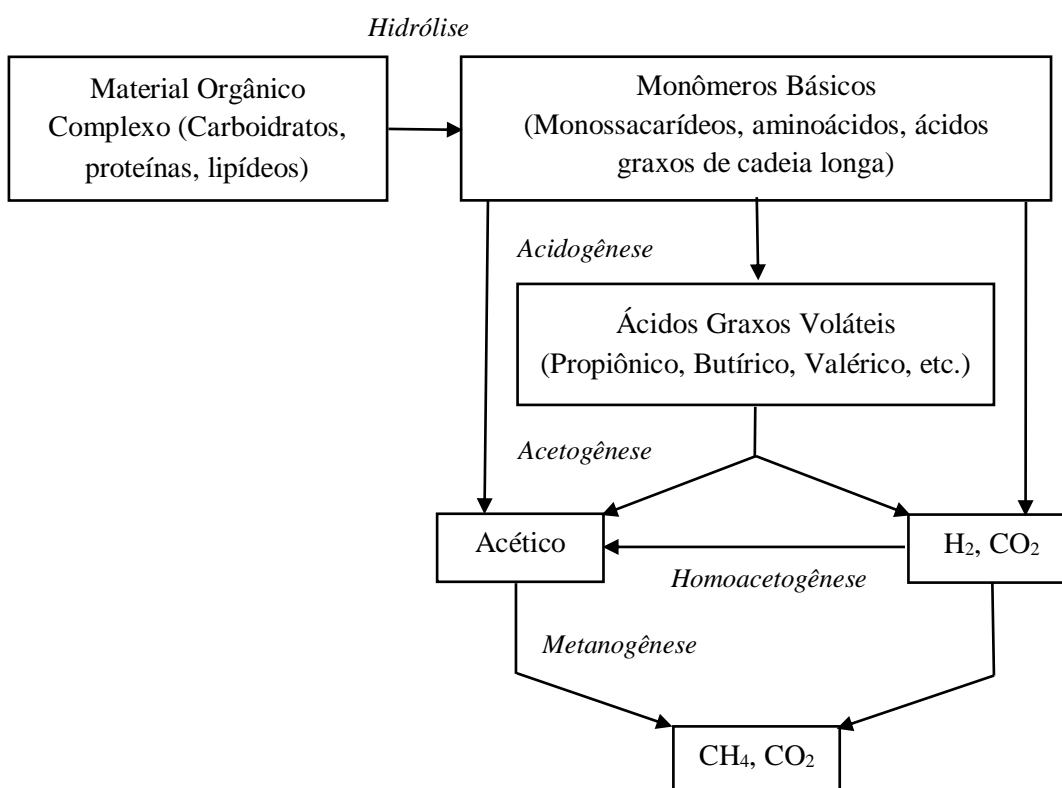 Hidrólise
Material Orgânico
Complexo (Carboidratos,
proteínas, lipídeos)
Monômeros Básicos
(Monossacarídeos, aminoácidos, ácidos
graxos de cadeia longa)
Acidogênese
Ácidos Graxos Voláteis
(Propiônico, Butírico, Valérico, etc.)
Acetogênese
Acético
H₂, CO₂
Homoacetogênese
Metanogênese
CH₄, CO₂